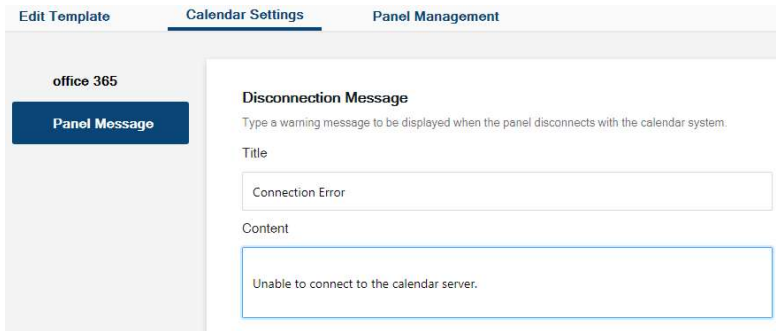 Edit Template
Calendar Settings
Panel Management
office 365
Panel Message
Disconnection Message
Type a warning message to be displayed when the panel disconnects with the calendar system.
Title
Connection Error
Content
Unable to connect to the calendar server.